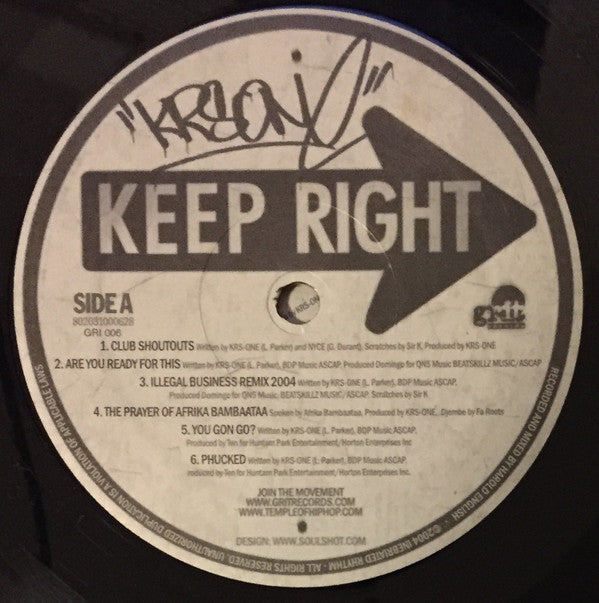 "KRSONE"
KEEP RIGHT
SIDE A
802031000628
GRI 006
grit
RECORDS
KRS-ON
1. CLUB SHOUTOUTS Written by KRS-ONE (L. Parker) and NYCE (G. Durant), Scratches by Sir K, Produced by KRS-ONE
2. ARE YOU READY FOR THIS Written by KRS-ONE (L. Parker), BDP Music ASCAP, Produced Domingo for QN5 Music BEATSKILLZ MUSIC/ ASCAP
3. ILLEGAL BUSINESS REMIX 2004 Written by KRS-ONE (L. Parker), BDP Music ASCAP,
Produced Domingo for QN5 Music: BEATSKILLZ MUSIC/ ASCAP, Scratches by Sir K
4. THE PRAYER OF AFRIKA BAMBAATAA Spoken by Afrika Bambaataa, Produced by KRS-ONE, Djembe by Fa Roots
5. YOU GON GO? Written by KRS-ONE (L. Parker), BDP Music ASCAP,
Produced by Ten for Huntam Park Entertainment/ Horton Enterprises Inc
6. PHUCKED Written by KRS-ONE (L. Parker), BDP Music ASCAP,
roduced by Ten for Huntam Park Entertainment/ Horton Enterprises Inc.
JOIN THE MOVEMENT
WWW.GRITRECORDS.COM
WWW.TEMPLEOFHIPHOP.COM
DESIGN: WWW.SOULSHOT.COM
RECORDED AND MIXED BY HAROLD ENGLISH · ©2004 INEBRIATED RHYTHM · ALL RIGHTS RESERVED. UNAUTHORIZED DUPLICATION IS A VIOLATION OF APPLICABLE LAWS